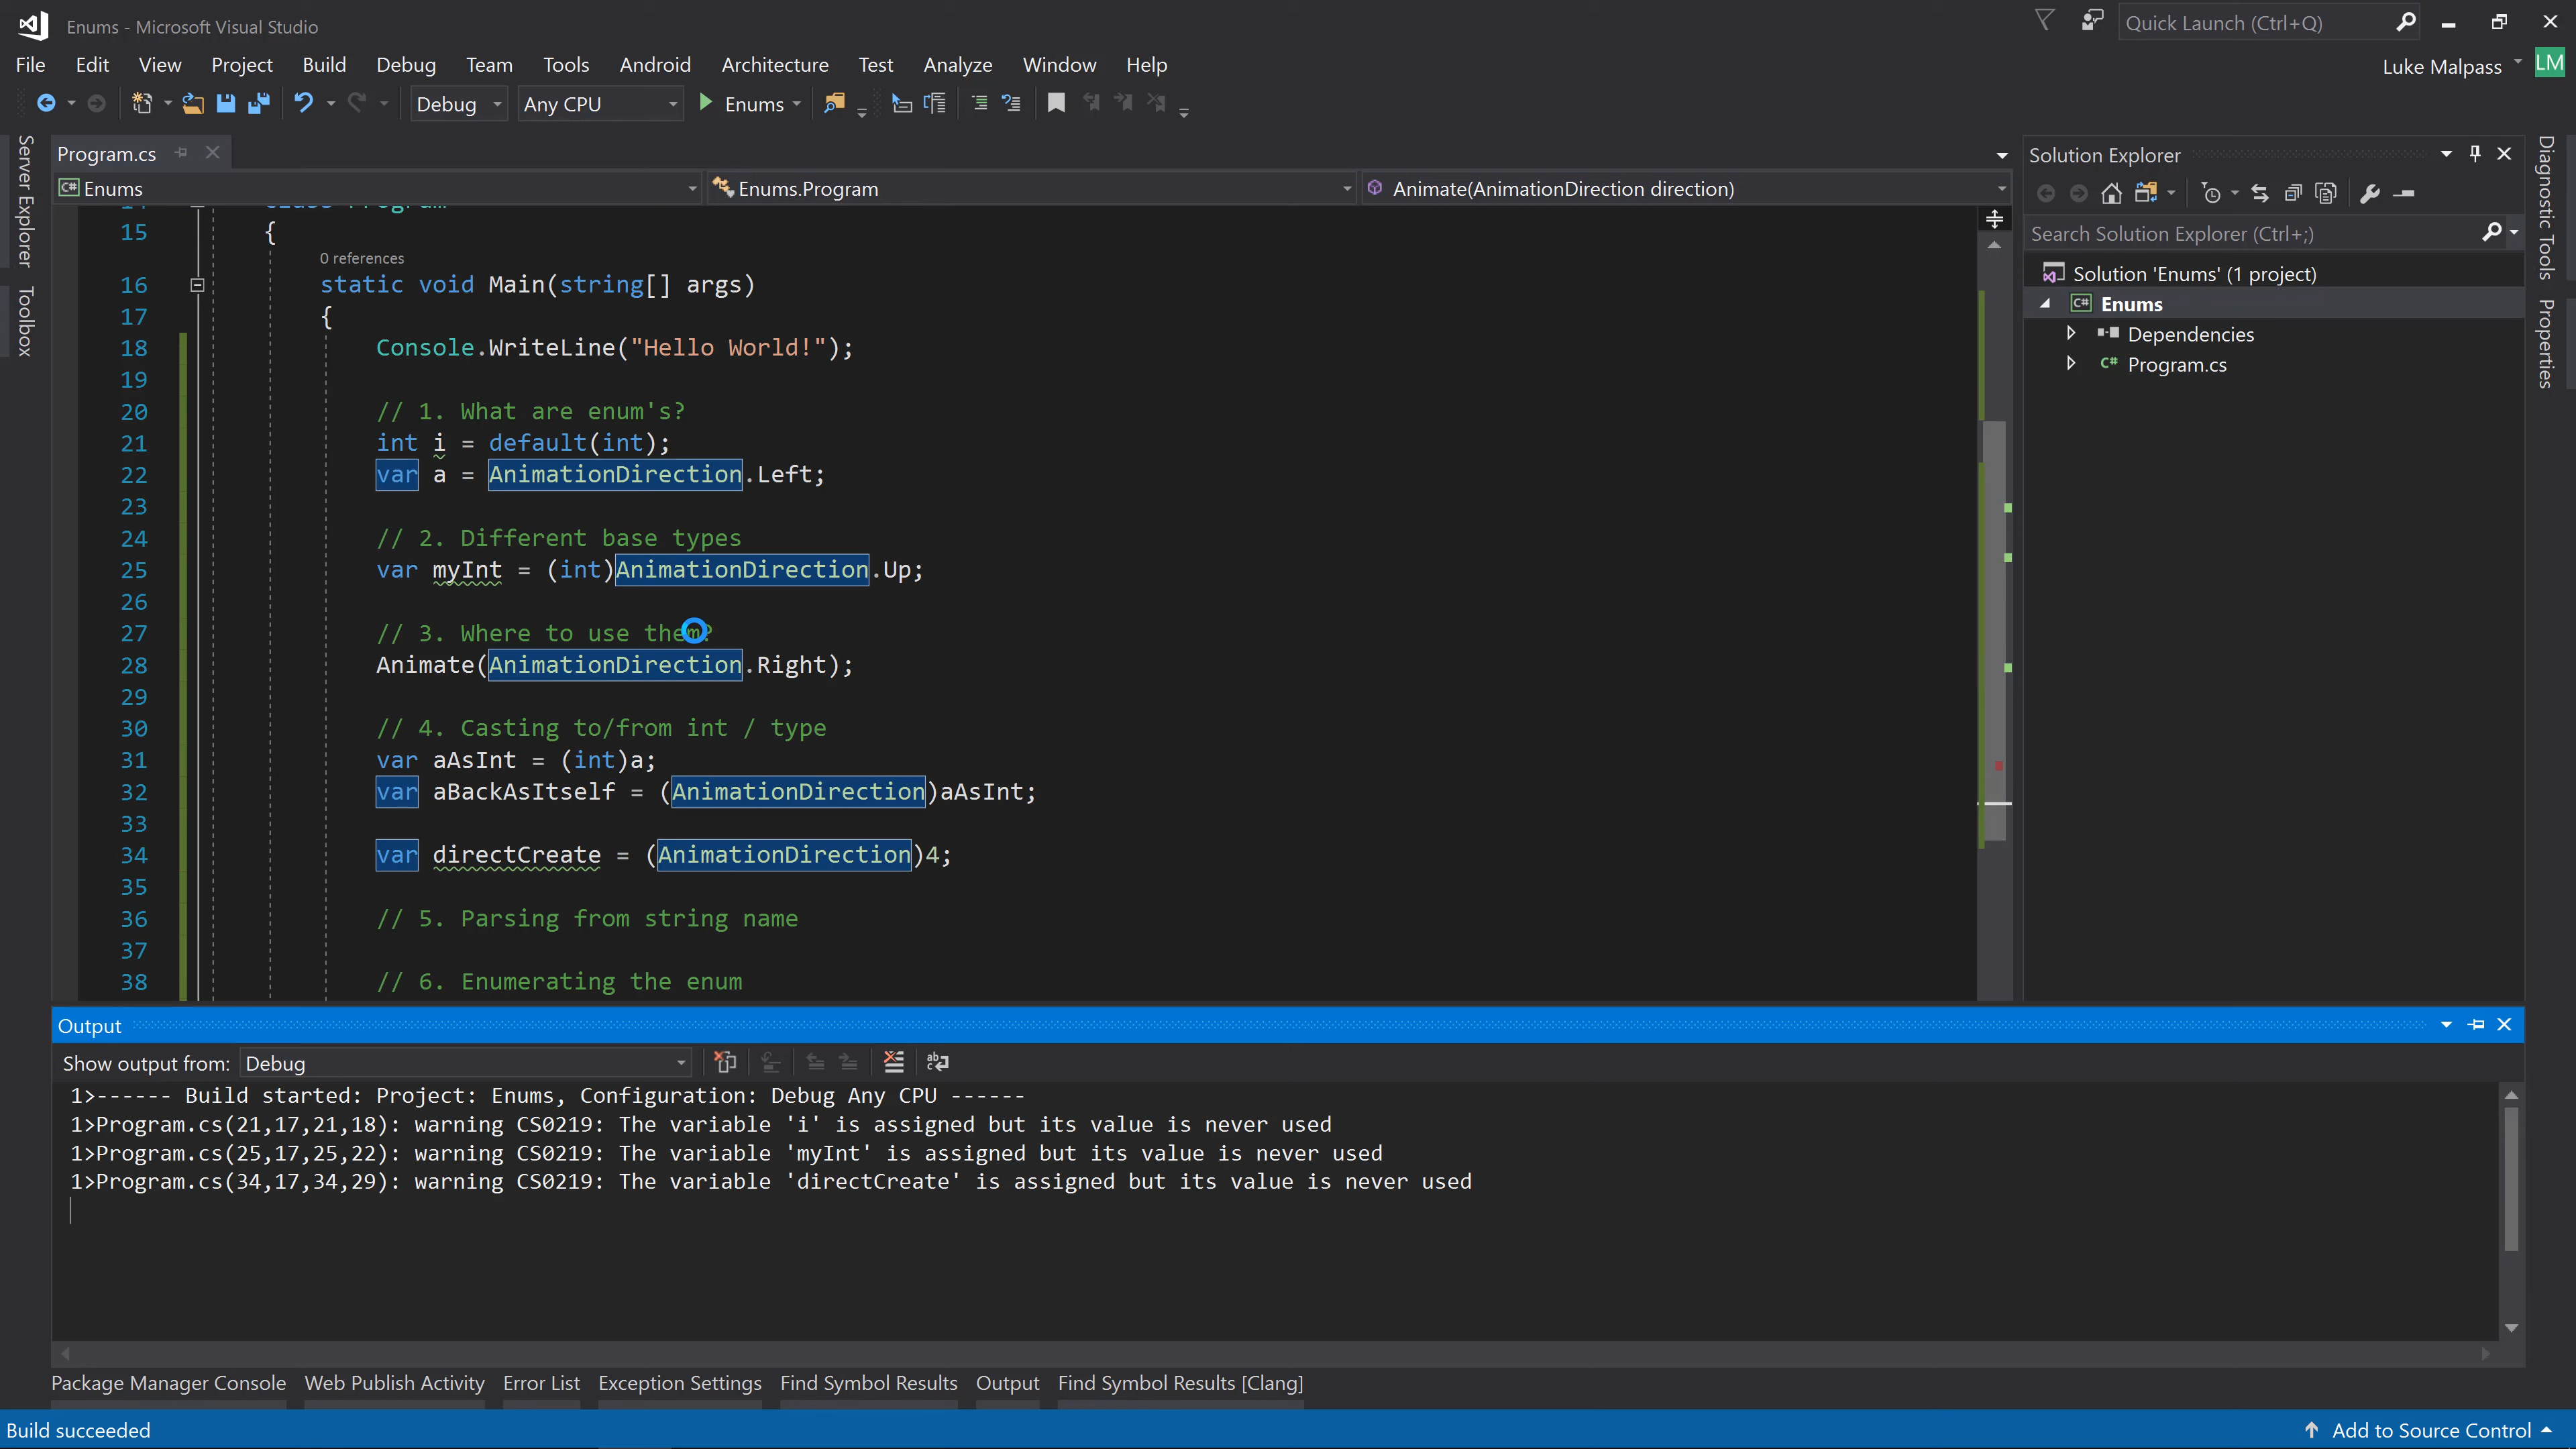 Enums - Microsoft Visual Studio
Quick Launch (Ctrl+Q)
File Edit View Project Build Debug Team Tools Android Architecture Test Analyze Window Help
Luke Malpass LM
Debug Any CPU Enums
Server Explorer
Toolbox
Program.cs
C# Enums Enums.Program Animate(AnimationDirection direction)
15 {
0 references
16 static void Main(string[] args)
17 {
18 Console.WriteLine("Hello World!");
19
20 // 1. What are enum's?
21 int i = default(int);
22 var a = AnimationDirection.Left;
23
24 // 2. Different base types
25 var myInt = (int)AnimationDirection.Up;
26
27 // 3. Where to use them?
28 Animate(AnimationDirection.Right);
29
30 // 4. Casting to/from int / type
31 var aAsInt = (int)a;
32 var aBackAsItself = (AnimationDirection)aAsInt;
33
34 var directCreate = (AnimationDirection)4;
35
36 // 5. Parsing from string name
37
38 // 6. Enumerating the enum
Solution Explorer
Search Solution Explorer (Ctrl+;)
Solution 'Enums' (1 project)
C# Enums
Dependencies
C# Program.cs
Diagnostic Tools
Properties
Output
Show output from: Debug
1>------ Build started: Project: Enums, Configuration: Debug Any CPU ------
1>Program.cs(21,17,21,18): warning CS0219: The variable 'i' is assigned but its value is never used
1>Program.cs(25,17,25,22): warning CS0219: The variable 'myInt' is assigned but its value is never used
1>Program.cs(34,17,34,29): warning CS0219: The variable 'directCreate' is assigned but its value is never used
Package Manager Console Web Publish Activity Error List Exception Settings Find Symbol Results Output Find Symbol Results [Clang]
Build succeeded
Add to Source Control